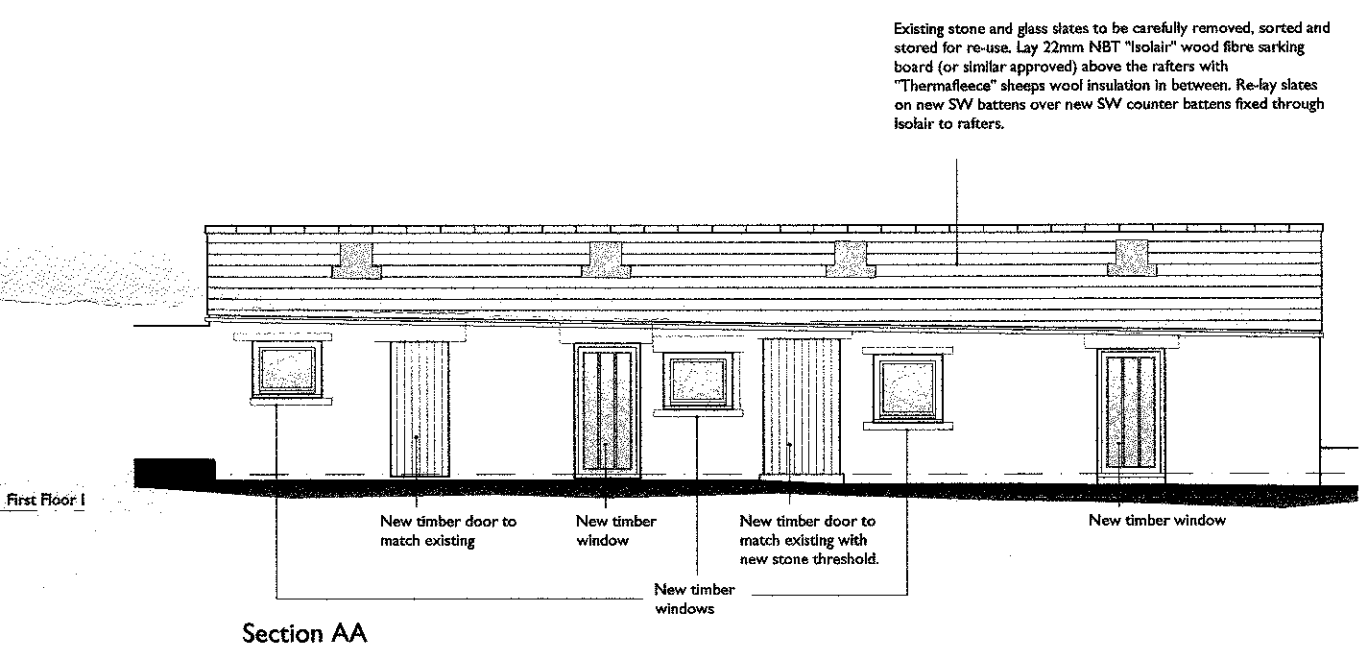 Existing stone and glass slates to be carefully removed, sorted and
stored for re-use. Lay 22mm NBT "Isolair" wood fibre sarking
board (or similar approved) above the rafters with
"Thermafleece" sheeps wool insulation in between. Re-lay slates
on new SW battens over new SW counter battens fixed through
Isolair to rafters.
First Floor l
New timber door to
match existing
New timber
window
New timber door to
match existing with
new stone threshold.
New timber window
New timber
windows
Section AA